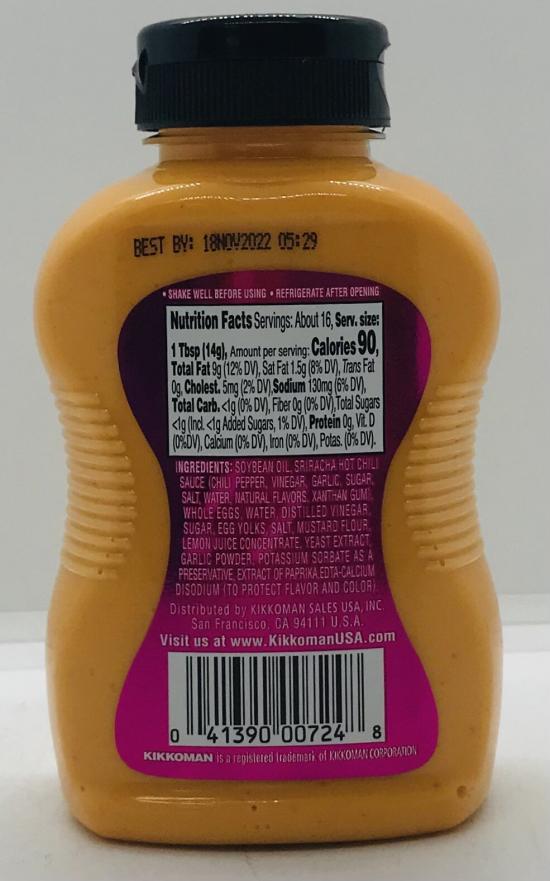 BEST BY: 18NOV2022 05:29
• SHAKE WELL BEFORE USING • REFRIGERATE AFTER OPENING
Nutrition Facts Servings: About 16, Serv. size:
1 Tbsp (14g), Amount per serving: Calories 90,
Total Fat 9g (12% DV), Sat Fat 1.5g (8% DV), Trans Fat
0g, Cholest. 5mg (2% DV), Sodium 130mg (6% DV),
Total Carb. <1g (0% DV), Fiber 0g (0% DV), Total Sugars
<1g (Incl. <1g Added Sugars, 1% DV), Protein 0g, Vit. D
(0%DV), Calcium (0% DV), Iron (0% DV), Potas. (0% DV).
INGREDIENTS: SOYBEAN OIL, SRIRACHA HOT CHILI
SAUCE (CHILI PEPPER, VINEGAR, GARLIC, SUGAR,
SALT, WATER, NATURAL FLAVORS, XANTHAN GUM),
WHOLE EGGS, WATER, DISTILLED VINEGAR,
SUGAR, EGG YOLKS, SALT, MUSTARD FLOUR,
LEMON JUICE CONCENTRATE, YEAST EXTRACT,
GARLIC POWDER, POTASSIUM SORBATE AS A
PRESERVATIVE, EXTRACT OF PAPRIKA, EDTA-CALCIUM
DISODIUM (TO PROTECT FLAVOR AND COLOR).
Distributed by KIKKOMAN SALES USA, INC.
San Francisco, CA 94111 U.S.A.
Visit us at www.KikkomanUSA.com
0 41390 00724 8
KIKKOMAN is a registered trademark of KIKKOMAN CORPORATION